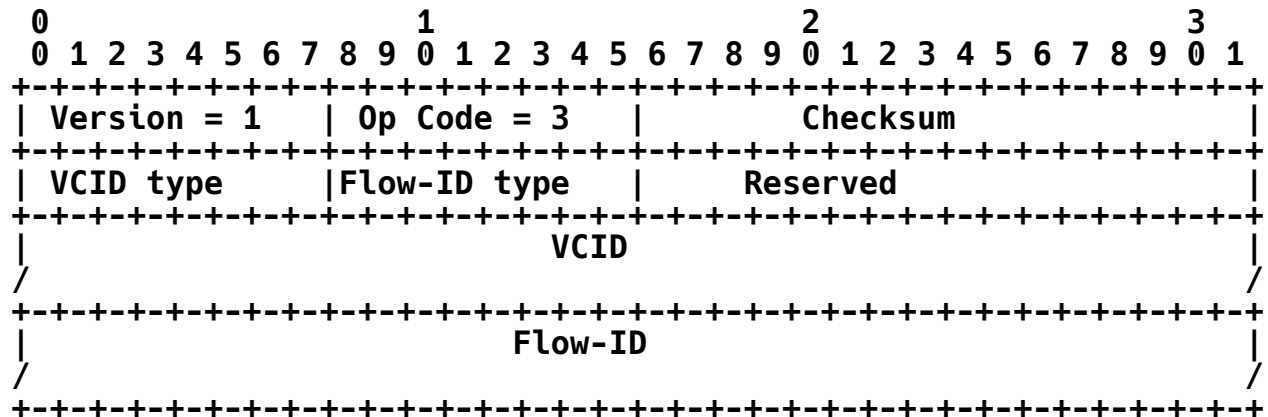 0                   1                   2                   3
 0 1 2 3 4 5 6 7 8 9 0 1 2 3 4 5 6 7 8 9 0 1 2 3 4 5 6 7 8 9 0 1
+-+-+-+-+-+-+-+-+-+-+-+-+-+-+-+-+-+-+-+-+-+-+-+-+-+-+-+-+-+-+-+-+
| Version = 1   | Op Code = 3   |        Checksum               |
+-+-+-+-+-+-+-+-+-+-+-+-+-+-+-+-+-+-+-+-+-+-+-+-+-+-+-+-+-+-+-+-+
| VCID type     |Flow-ID type   |     Reserved                  |
+-+-+-+-+-+-+-+-+-+-+-+-+-+-+-+-+-+-+-+-+-+-+-+-+-+-+-+-+-+-+-+-+
|                           VCID                                |
/                                                               /
+-+-+-+-+-+-+-+-+-+-+-+-+-+-+-+-+-+-+-+-+-+-+-+-+-+-+-+-+-+-+-+-+
|                         Flow-ID                               |
/                                                               /
+-+-+-+-+-+-+-+-+-+-+-+-+-+-+-+-+-+-+-+-+-+-+-+-+-+-+-+-+-+-+-+-+